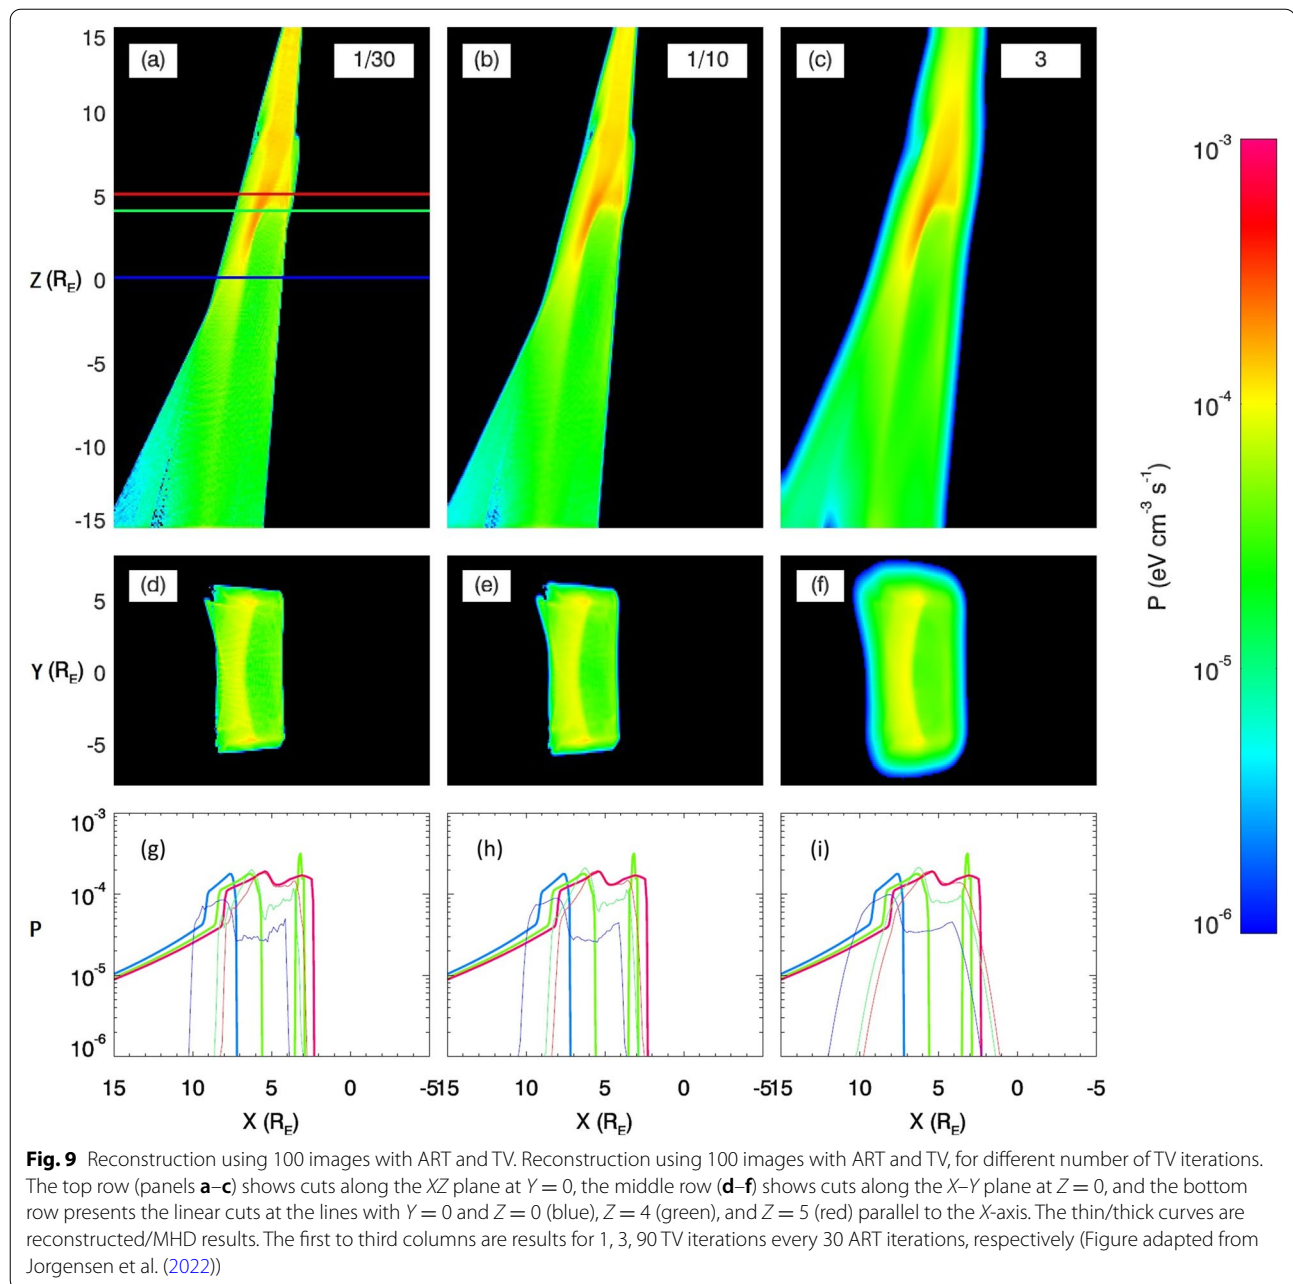 15
10
5
Z (R_E) 0
-5
-10
-15
(a) 1/30
(b) 1/10
(c) 3
10^-3
10^-4
10^-5
10^-6
P (eV cm^-3 s^-1)
5
Y (R_E) 0
-5
(d)
(e)
(f)
10^-3
10^-4
P
10^-5
10^-6
(g)
(h)
(i)
15 10 5 0 -515 10 5 0 -515 10 5 0 -5
X (R_E) X (R_E) X (R_E)
Fig. 9 Reconstruction using 100 images with ART and TV. Reconstruction using 100 images with ART and TV, for different number of TV iterations.
The top row (panels a–c) shows cuts along the XZ plane at Y = 0, the middle row (d–f) shows cuts along the X–Y plane at Z = 0, and the bottom
row presents the linear cuts at the lines with Y = 0 and Z = 0 (blue), Z = 4 (green), and Z = 5 (red) parallel to the X-axis. The thin/thick curves are
reconstructed/MHD results. The first to third columns are results for 1, 3, 90 TV iterations every 30 ART iterations, respectively (Figure adapted from
Jorgensen et al. (2022))